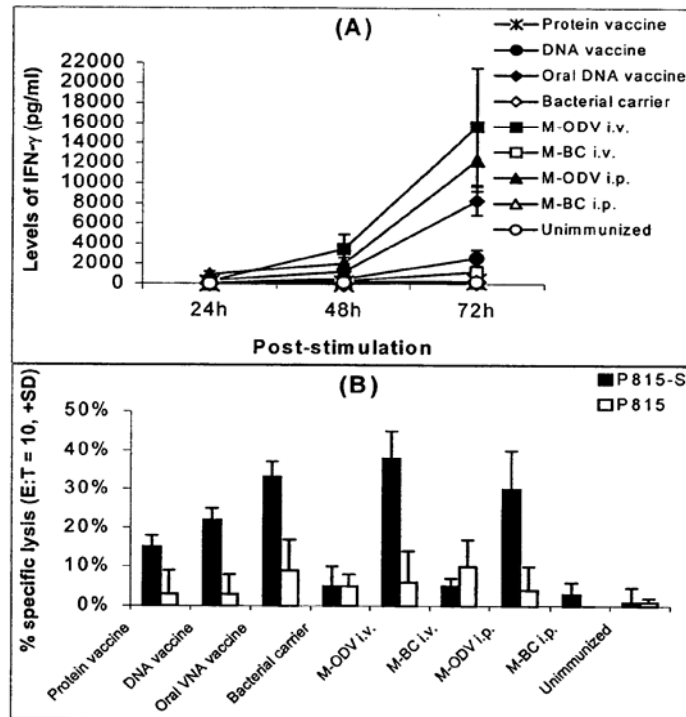 (A)
Levels of IFN-γ (pg/ml)
22000
20000
18000
16000
14000
12000
10000
8000
6000
4000
2000
0
24h 48h 72h
Post-stimulation
Protein vaccine
DNA vaccine
Oral DNA vaccine
Bacterial carrier
M-ODV i.v.
M-BC i.v.
M-ODV i.p.
M-BC i.p.
Unimmunized
(B)
P815-S
P815
% specific lysis (E:T = 10, +SD)
50%
40%
30%
20%
10%
0%
Protein vaccine
DNA vaccine
Oral VNA vaccine
Bacterial carrier
M-ODV i.v.
M-BC i.v.
M-ODV i.p.
M-BC i.p.
Unimmunized